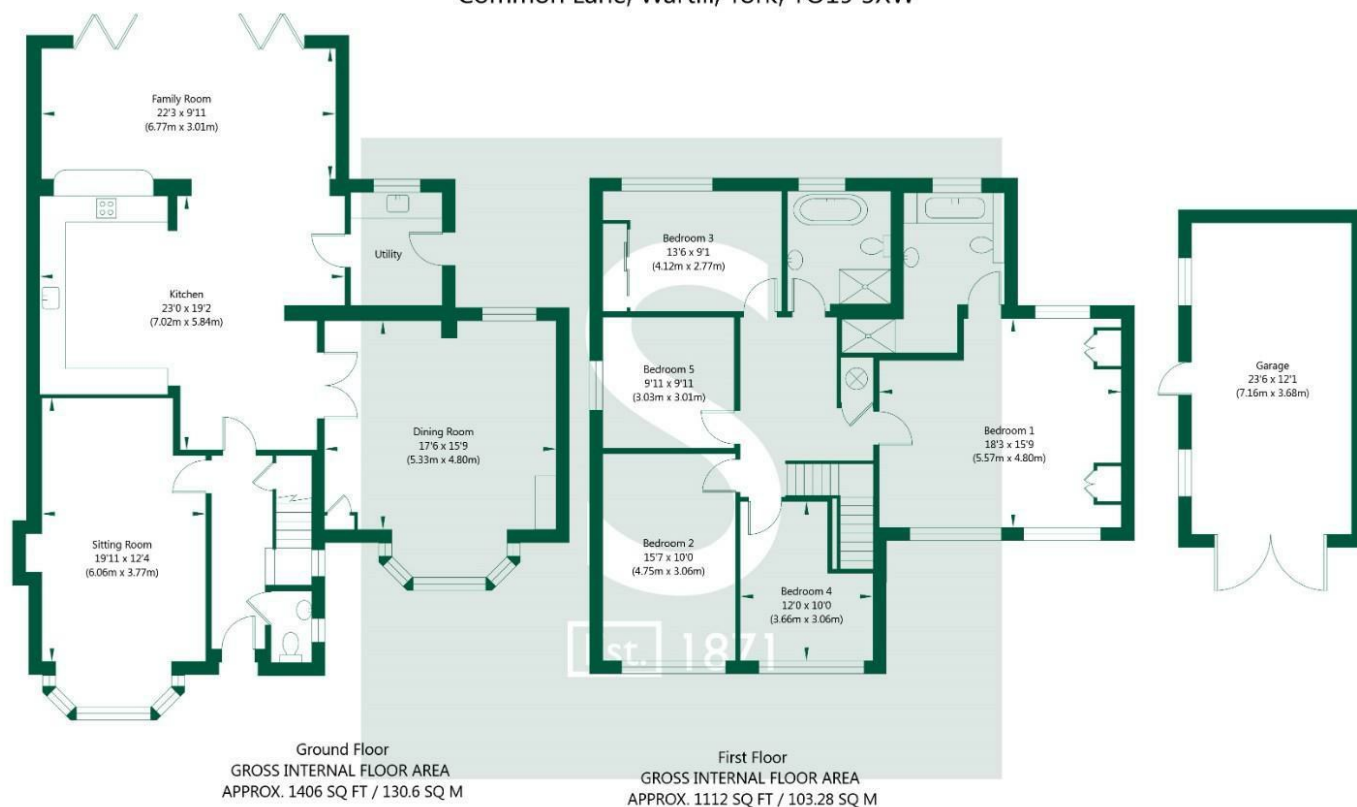 Family Room
22'3 x 9'11
(6.77m x 3.01m)
Utility
Kitchen
23'0 x 19'2
(7.02m x 5.84m)
Dining Room
17'6 x 15'9
(5.33m x 4.80m)
Sitting Room
19'11 x 12'4
(6.06m x 3.77m)
Ground Floor
GROSS INTERNAL FLOOR AREA
APPROX. 1406 SQ FT / 130.6 SQ M
Bedroom 3
13'6 x 9'1
(4.12m x 2.77m)
Bedroom 5
9'11 x 9'11
(3.03m x 3.01m)
Bedroom 1
18'3 x 15'9
(5.57m x 4.80m)
Bedroom 2
15'7 x 10'0
(4.75m x 3.06m)
Bedroom 4
12'0 x 10'0
(3.66m x 3.06m)
S
Est. 1871
First Floor
GROSS INTERNAL FLOOR AREA
APPROX. 1112 SQ FT / 103.28 SQ M
Garage
23'6 x 12'1
(7.16m x 3.68m)